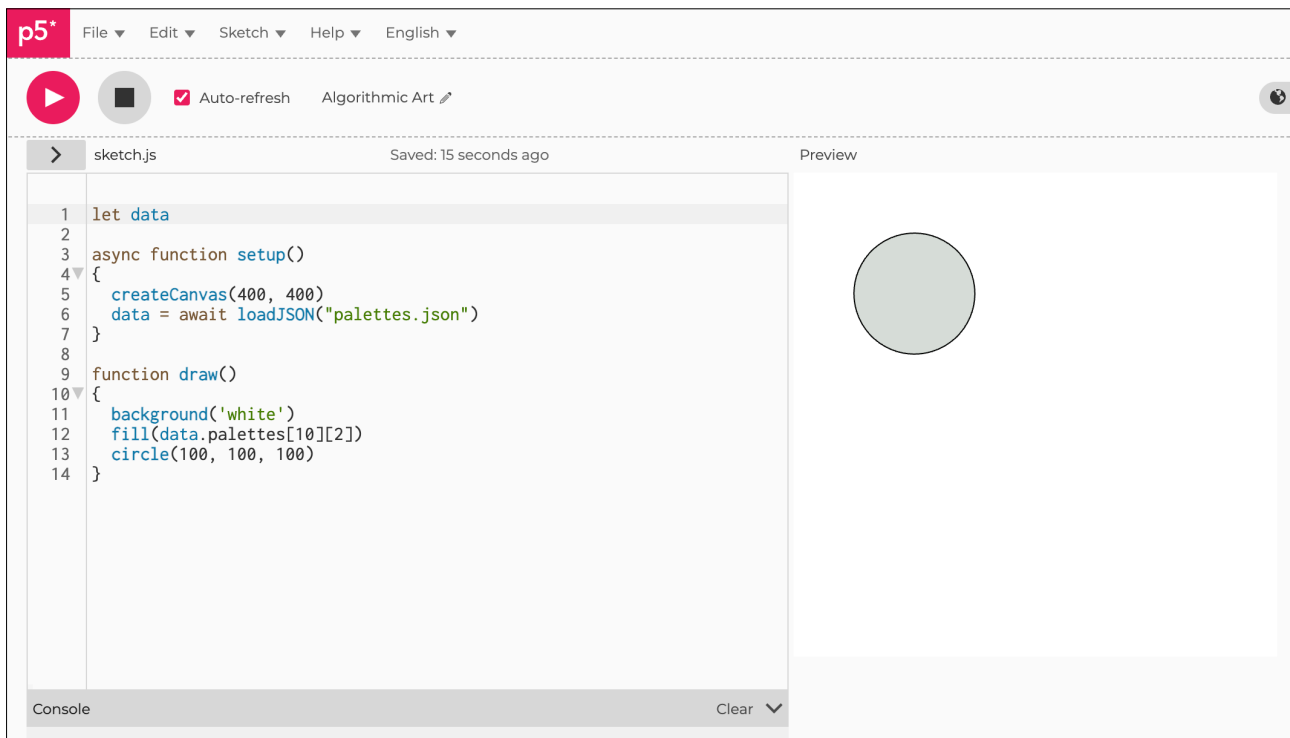 p5* File Edit Sketch Help English
Auto-refresh Algorithmic Art
sketch.js Saved: 15 seconds ago Preview
1 let data
2
3 async function setup()
4 {
5   createCanvas(400, 400)
6   data = await loadJSON("palettes.json")
7 }
8
9 function draw()
10 {
11   background('white')
12   fill(data.palettes[10][2])
13   circle(100, 100, 100)
14 }
Console Clear